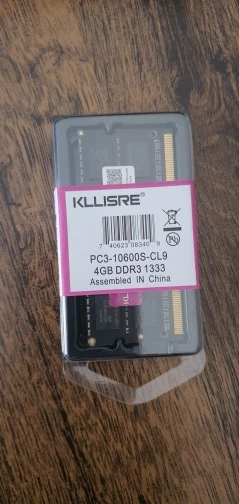 KLLISRE®
7 40623 08340 9
PC3-10600S-CL9
4GB DDR3 1333
Assembled IN China